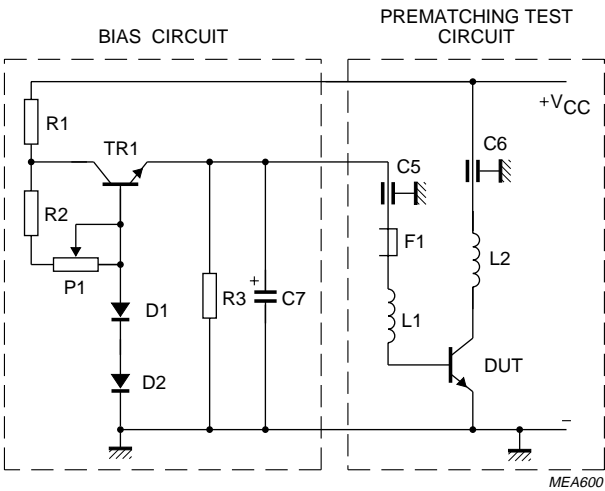 PREMATCHING TEST
CIRCUIT
BIAS CIRCUIT
+VCC
R1
TR1
C6
C5
R2
F1
L2
P1
+
D1
R3
C7
L1
DUT
D2
−
MEA600